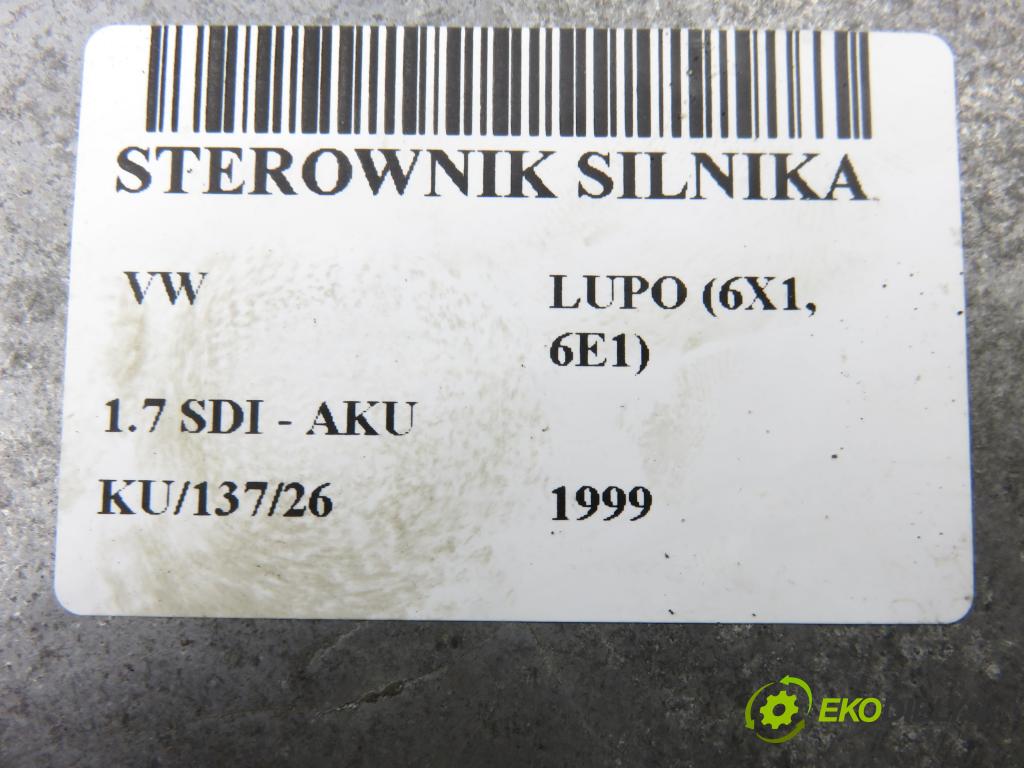 STEROWNIK SILNIKA
VW
LUPO (6X1,
6E1)
1.7 SDI - AKU
KU/137/26
1999
EKO